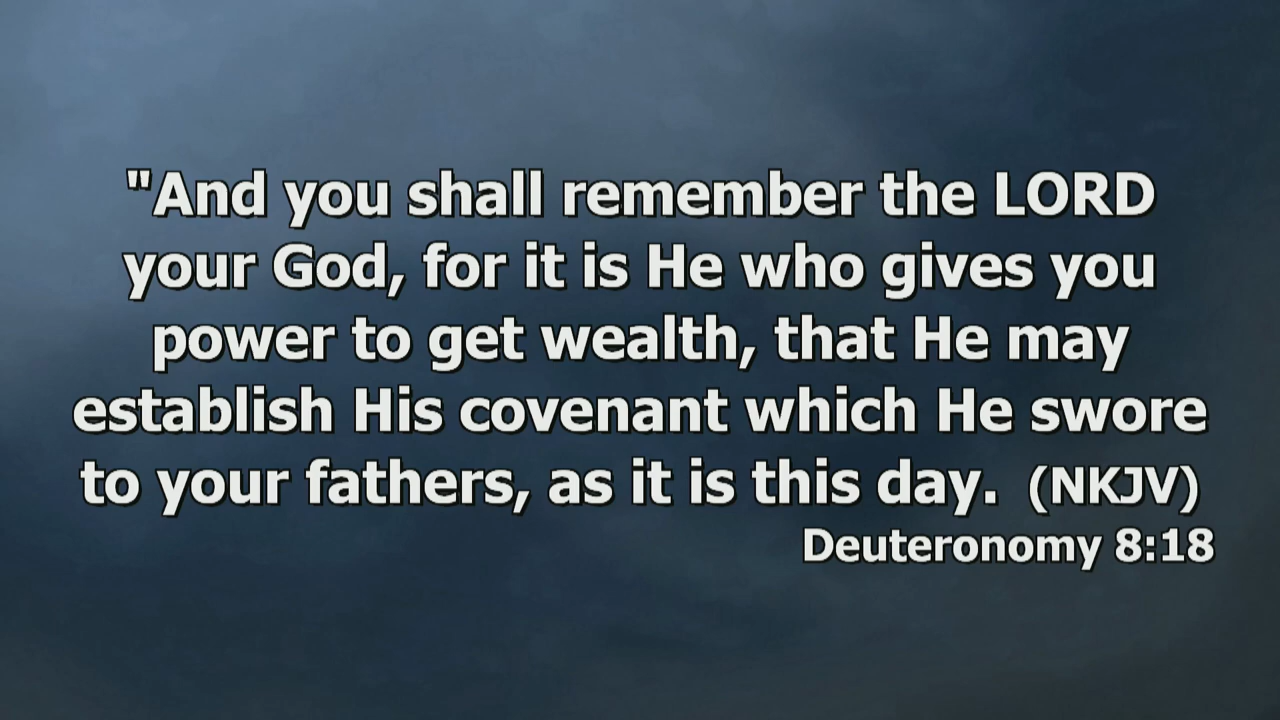 "And you shall remember the LORD
your God, for it is He who gives you
power to get wealth, that He may
establish His covenant which He swore
to your fathers, as it is this day.  (NKJV)
Deuteronomy 8:18